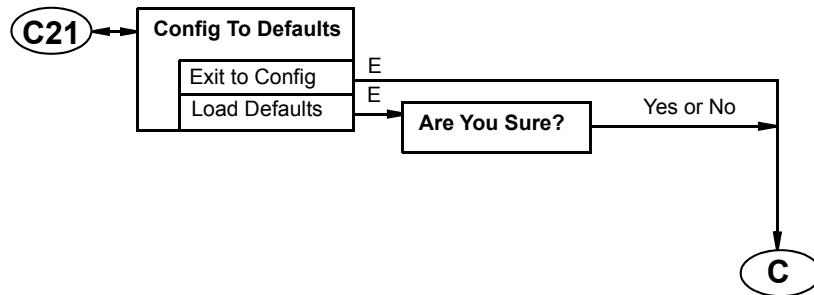 C21
Config To Defaults
Exit to Config
E
Load Defaults
E
Are You Sure?
Yes or No
C